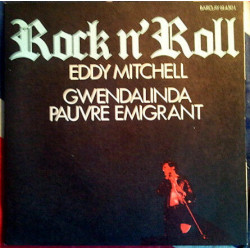 Rock n' Roll
EDDY MITCHELL
GWENDALINDA
PAUVRE EMIGRANT